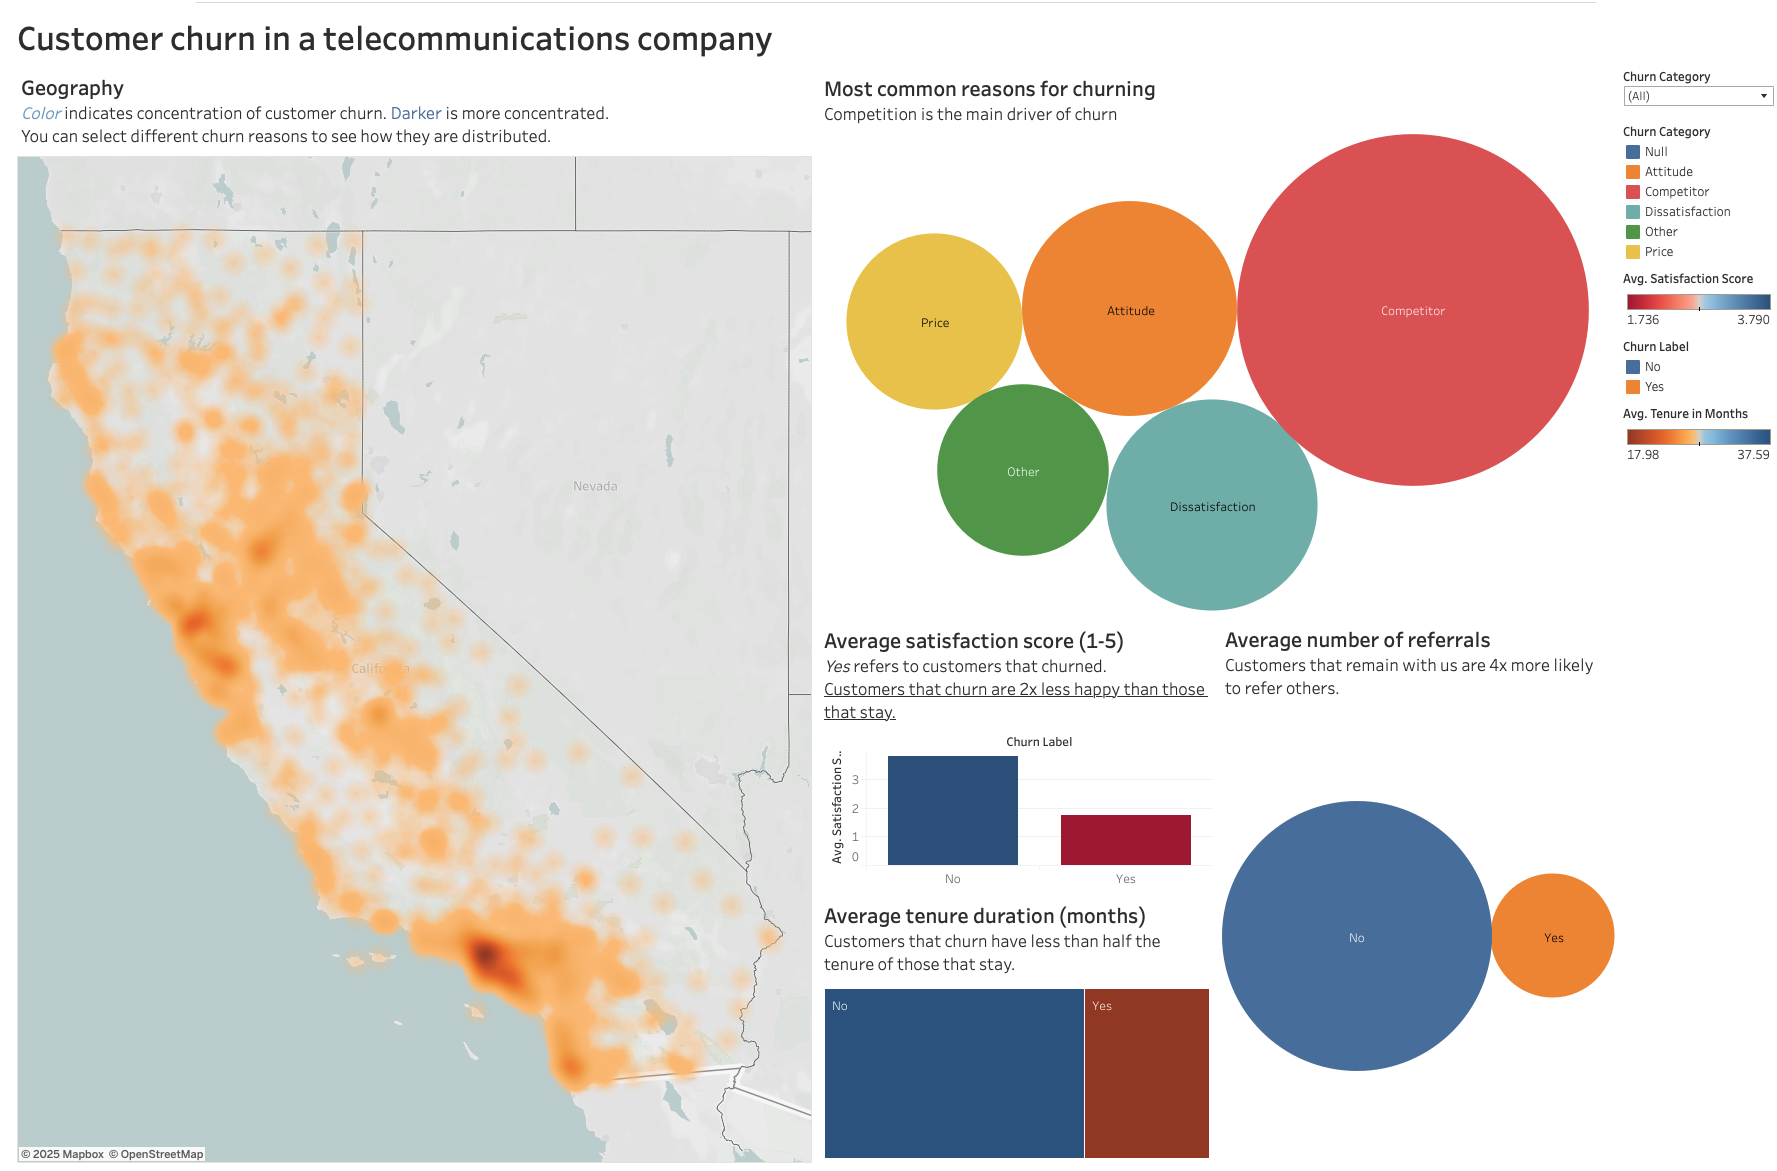 Customer churn in a telecommunications company
Geography
Color indicates concentration of customer churn. Darker is more concentrated.
You can select different churn reasons to see how they are distributed.
Nevada
California
© 2025 Mapbox © OpenStreetMap
Most common reasons for churning
Competition is the main driver of churn
Price
Attitude
Competitor
Other
Dissatisfaction
Average satisfaction score (1-5)
Yes refers to customers that churned.
Customers that churn are 2x less happy than those
that stay.
Churn Label
Avg. Satisfaction S..
3
2
1
0
No
Yes
Average tenure duration (months)
Customers that churn have less than half the
tenure of those that stay.
No
Yes
Average number of referrals
Customers that remain with us are 4x more likely
to refer others.
No
Yes
Churn Category
(All)
Churn Category
Null
Attitude
Competitor
Dissatisfaction
Other
Price
Avg. Satisfaction Score
1.736 3.790
Churn Label
No
Yes
Avg. Tenure in Months
17.98 37.59